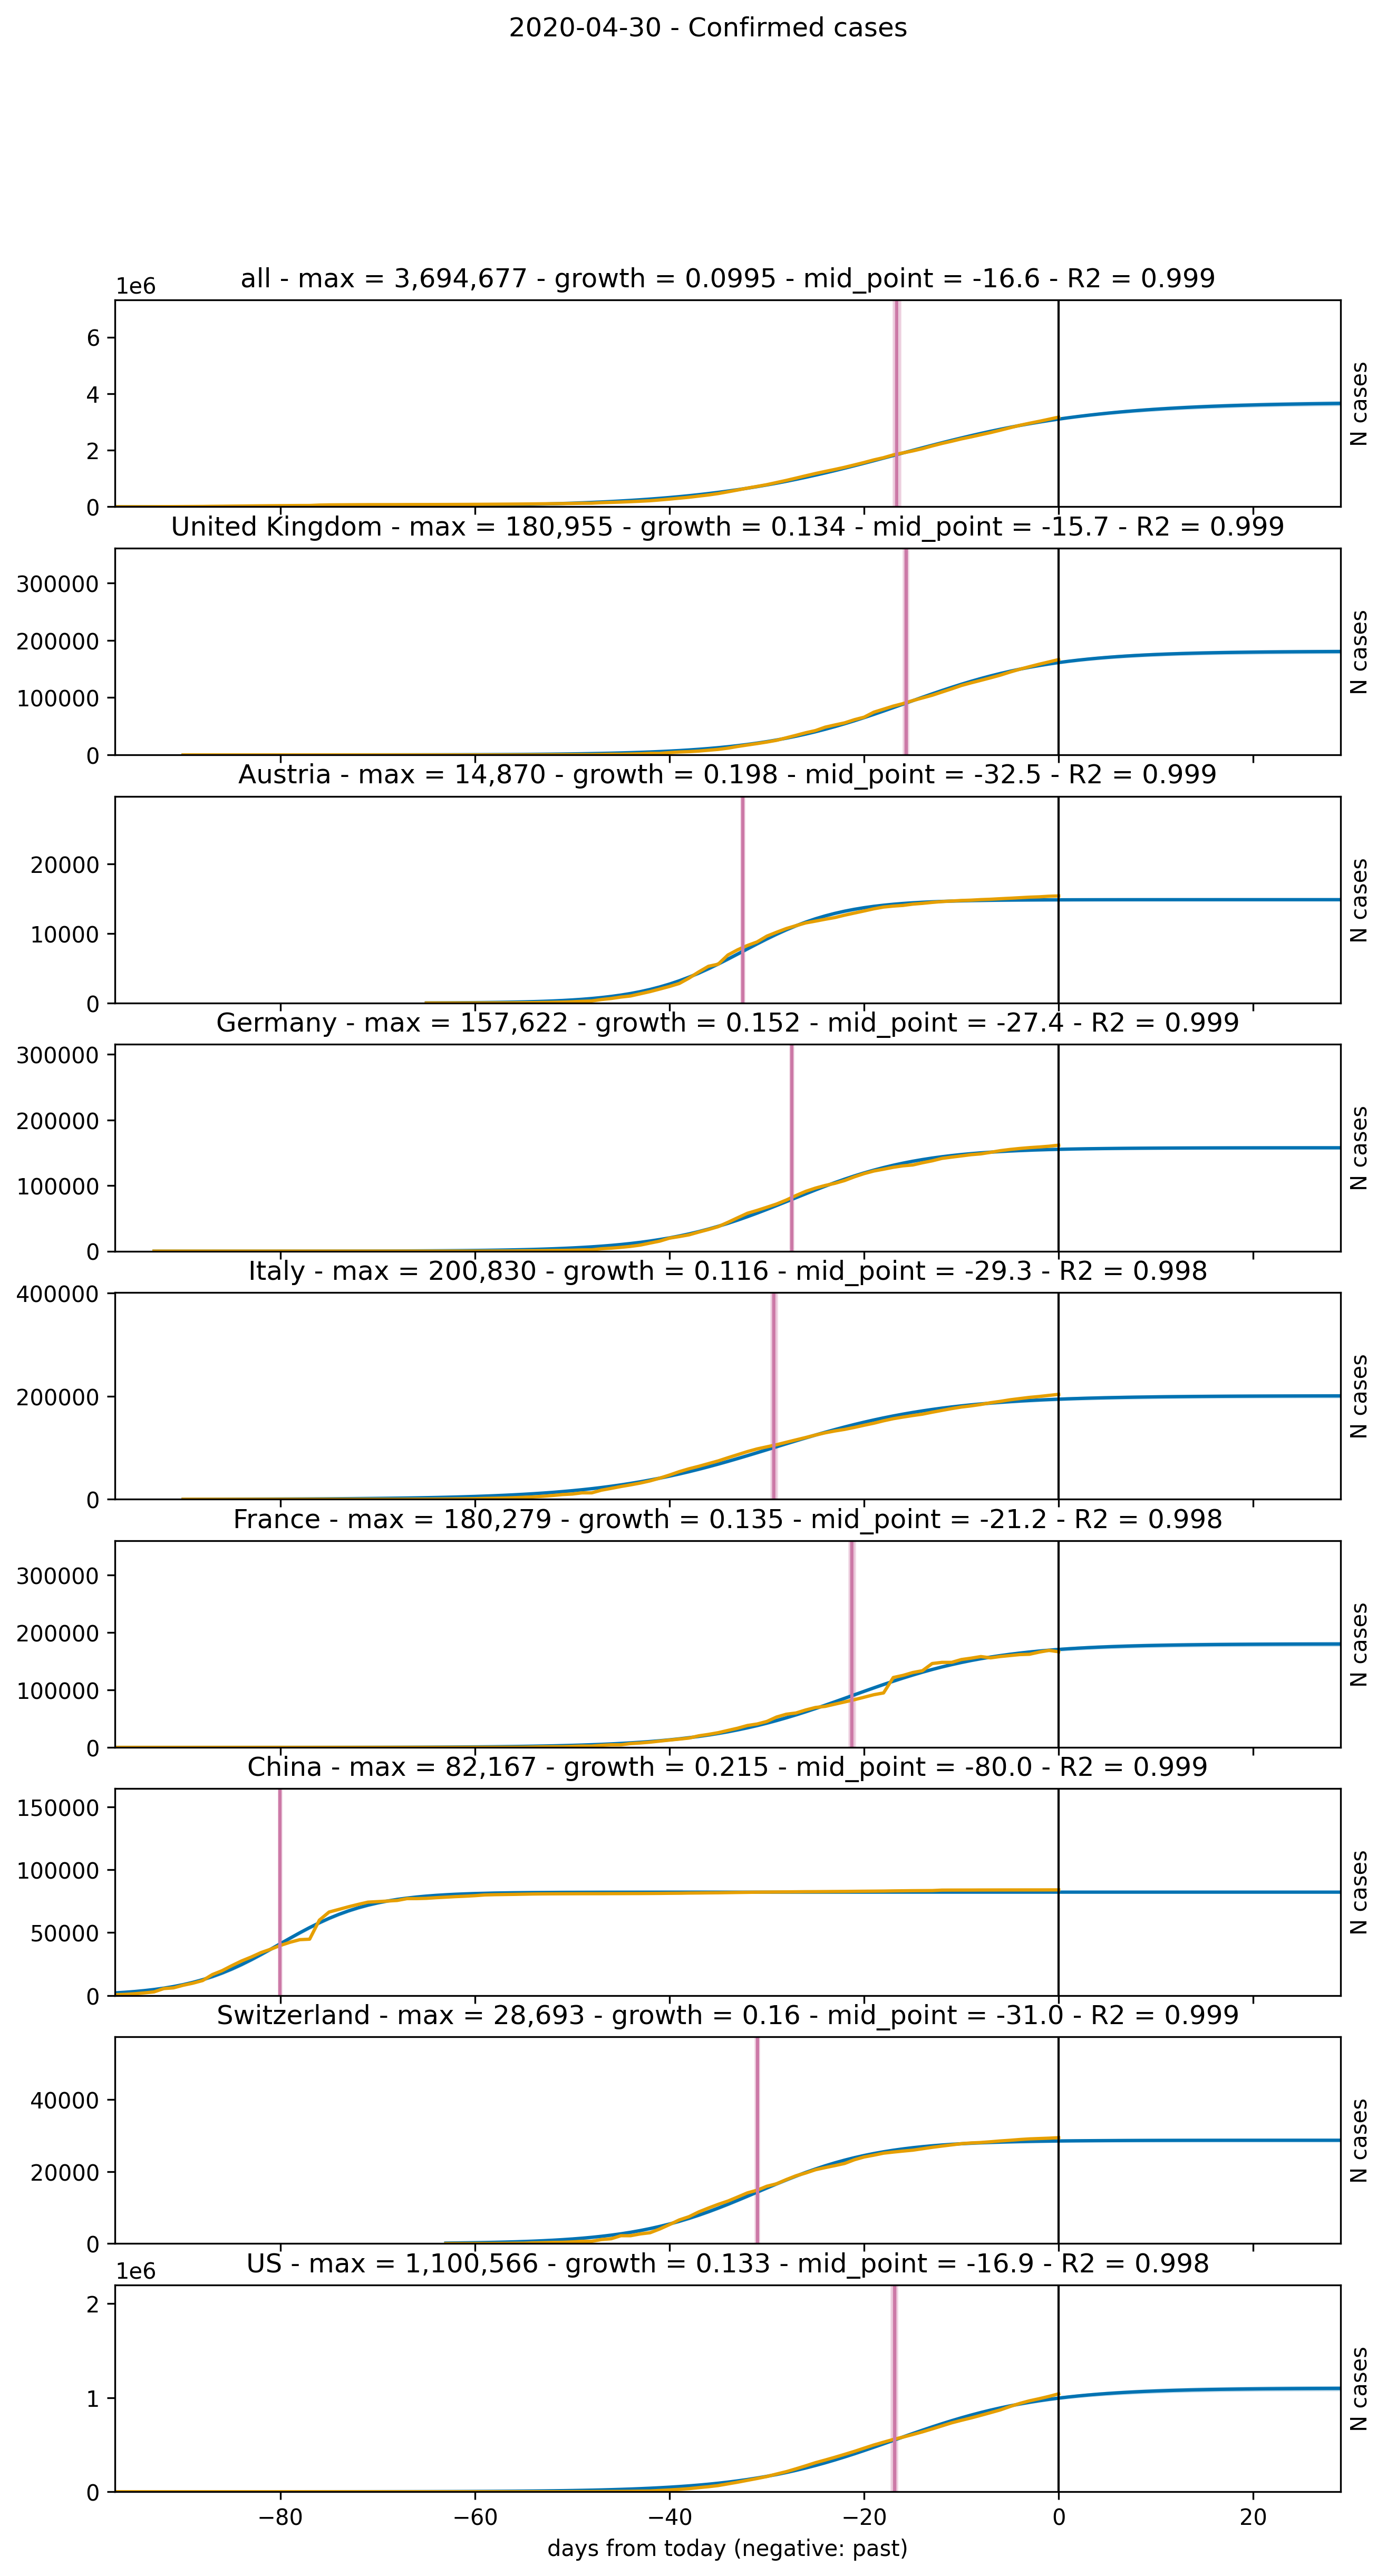 2020-04-30 - Confirmed cases
all - max = 3,694,677 - growth = 0.0995 - mid_point = -16.6 - R2 = 0.999
1e6
6
4
2
0
N cases
United Kingdom - max = 180,955 - growth = 0.134 - mid_point = -15.7 - R2 = 0.999
300000
200000
100000
0
N cases
Austria - max = 14,870 - growth = 0.198 - mid_point = -32.5 - R2 = 0.999
20000
10000
0
N cases
Germany - max = 157,622 - growth = 0.152 - mid_point = -27.4 - R2 = 0.999
300000
200000
100000
0
N cases
Italy - max = 200,830 - growth = 0.116 - mid_point = -29.3 - R2 = 0.998
400000
200000
0
N cases
France - max = 180,279 - growth = 0.135 - mid_point = -21.2 - R2 = 0.998
300000
200000
100000
0
N cases
China - max = 82,167 - growth = 0.215 - mid_point = -80.0 - R2 = 0.999
150000
100000
50000
0
N cases
Switzerland - max = 28,693 - growth = 0.16 - mid_point = -31.0 - R2 = 0.999
40000
20000
0
N cases
US - max = 1,100,566 - growth = 0.133 - mid_point = -16.9 - R2 = 0.998
1e6
2
1
0
N cases
−80 −60 −40 −20 0 20
days from today (negative: past)